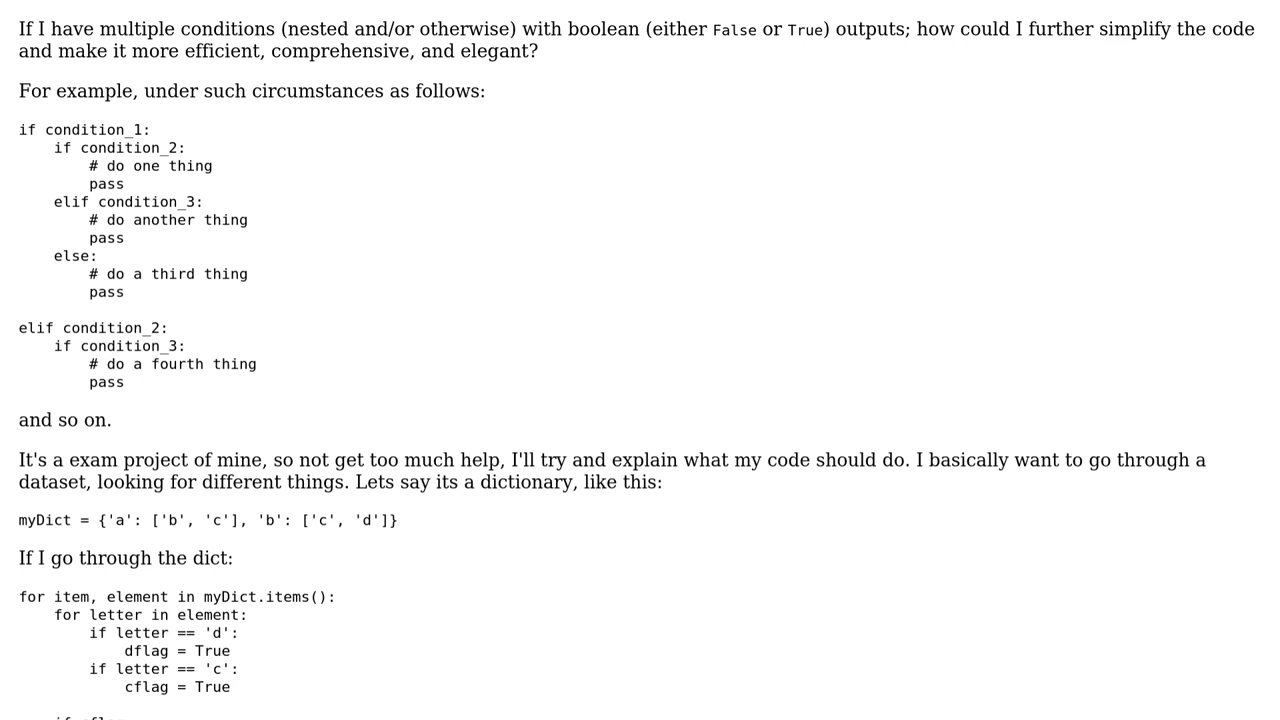 If I have multiple conditions (nested and/or otherwise) with boolean (either False or True) outputs; how could I further simplify the code
and make it more efficient, comprehensive, and elegant?
For example, under such circumstances as follows:
if condition_1:
    if condition_2:
        # do one thing
        pass
    elif condition_3:
        # do another thing
        pass
    else:
        # do a third thing
        pass
elif condition_2:
    if condition_3:
        # do a fourth thing
        pass
and so on.
It's a exam project of mine, so not get too much help, I'll try and explain what my code should do. I basically want to go through a
dataset, looking for different things. Lets say its a dictionary, like this:
myDict = {'a': ['b', 'c'], 'b': ['c', 'd']}
If I go through the dict:
for item, element in myDict.items():
    for letter in element:
        if letter == 'd':
            dflag = True
        if letter == 'c':
            cflag = True